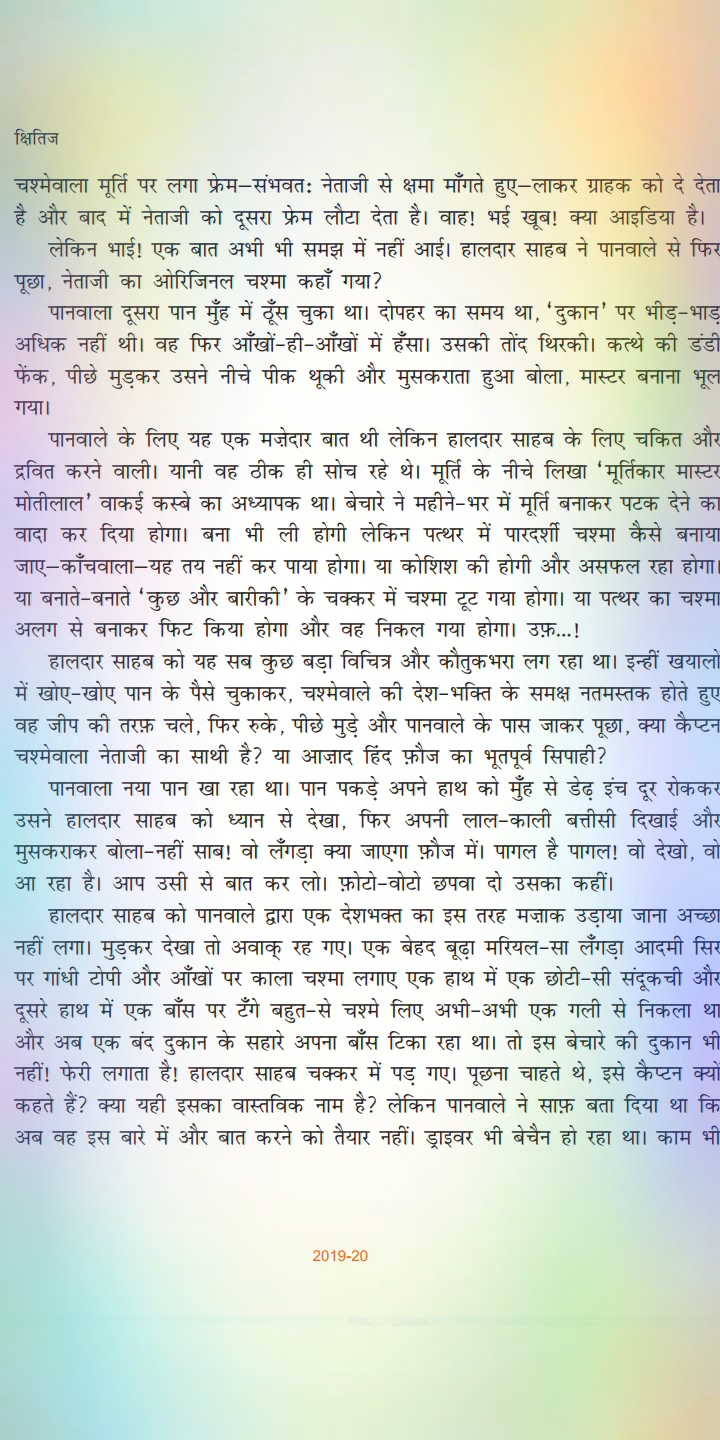 क्षितिज
चश्मेवाला मूर्ति पर लगा फ्रेम–संभवत: नेताजी से क्षमा माँगते हुए–लाकर ग्राहक को दे देता
है और बाद में नेताजी को दूसरा फ्रेम लौटा देता है। वाह! भई खूब! क्या आइडिया है।
लेकिन भाई! एक बात अभी भी समझ में नहीं आई। हालदार साहब ने पानवाले से फिर
पूछा, नेताजी का ओरिजिनल चश्मा कहाँ गया?
पानवाला दूसरा पान मुँह में ठूँस चुका था। दोपहर का समय था, ‘दुकान’ पर भीड़-भाड़
अधिक नहीं थी। वह फिर आँखों-ही-आँखों में हँसा। उसकी तोंद थिरकी। कत्थे की डंडी
फेंक, पीछे मुड़कर उसने नीचे पीक थूकी और मुसकराता हुआ बोला, मास्टर बनाना भूल
गया।
पानवाले के लिए यह एक मज़ेदार बात थी लेकिन हालदार साहब के लिए चकित और
द्रवित करने वाली। यानी वह ठीक ही सोच रहे थे। मूर्ति के नीचे लिखा ‘मूर्तिकार मास्टर
मोतीलाल’ वाकई कस्बे का अध्यापक था। बेचारे ने महीने-भर में मूर्ति बनाकर पटक देने का
वादा कर दिया होगा। बना भी ली होगी लेकिन पत्थर में पारदर्शी चश्मा कैसे बनाया
जाए–काँचवाला–यह तय नहीं कर पाया होगा। या कोशिश की होगी और असफल रहा होगा।
या बनाते-बनाते ‘कुछ और बारीकी’ के चक्कर में चश्मा टूट गया होगा। या पत्थर का चश्मा
अलग से बनाकर फिट किया होगा और वह निकल गया होगा। उफ़...!
हालदार साहब को यह सब कुछ बड़ा विचित्र और कौतुकभरा लग रहा था। इन्हीं खयालों
में खोए-खोए पान के पैसे चुकाकर, चश्मेवाले की देश-भक्ति के समक्ष नतमस्तक होते हुए
वह जीप की तरफ़ चले, फिर रुके, पीछे मुड़े और पानवाले के पास जाकर पूछा, क्या कैप्टन
चश्मेवाला नेताजी का साथी है? या आज़ाद हिंद फ़ौज का भूतपूर्व सिपाही?
पानवाला नया पान खा रहा था। पान पकड़े अपने हाथ को मुँह से डेढ़ इंच दूर रोककर
उसने हालदार साहब को ध्यान से देखा, फिर अपनी लाल-काली बत्तीसी दिखाई और
मुसकराकर बोला-नहीं साब! वो लँगड़ा क्या जाएगा फ़ौज में। पागल है पागल! वो देखो, वो
आ रहा है। आप उसी से बात कर लो। फ़ोटो-वोटो छपवा दो उसका कहीं।
हालदार साहब को पानवाले द्वारा एक देशभक्त का इस तरह मज़ाक उड़ाया जाना अच्छा
नहीं लगा। मुड़कर देखा तो अवाक् रह गए। एक बेहद बूढ़ा मरियल-सा लँगड़ा आदमी सिर
पर गांधी टोपी और आँखों पर काला चश्मा लगाए एक हाथ में एक छोटी-सी संदूकची और
दूसरे हाथ में एक बाँस पर टँगे बहुत-से चश्मे लिए अभी-अभी एक गली से निकला था
और अब एक बंद दुकान के सहारे अपना बाँस टिका रहा था। तो इस बेचारे की दुकान भी
नहीं! फेरी लगाता है! हालदार साहब चक्कर में पड़ गए। पूछना चाहते थे, इसे कैप्टन क्यों
कहते हैं? क्या यही इसका वास्तविक नाम है? लेकिन पानवाले ने साफ़ बता दिया था कि
अब वह इस बारे में और बात करने को तैयार नहीं। ड्राइवर भी बेचैन हो रहा था। काम भी
2019-20